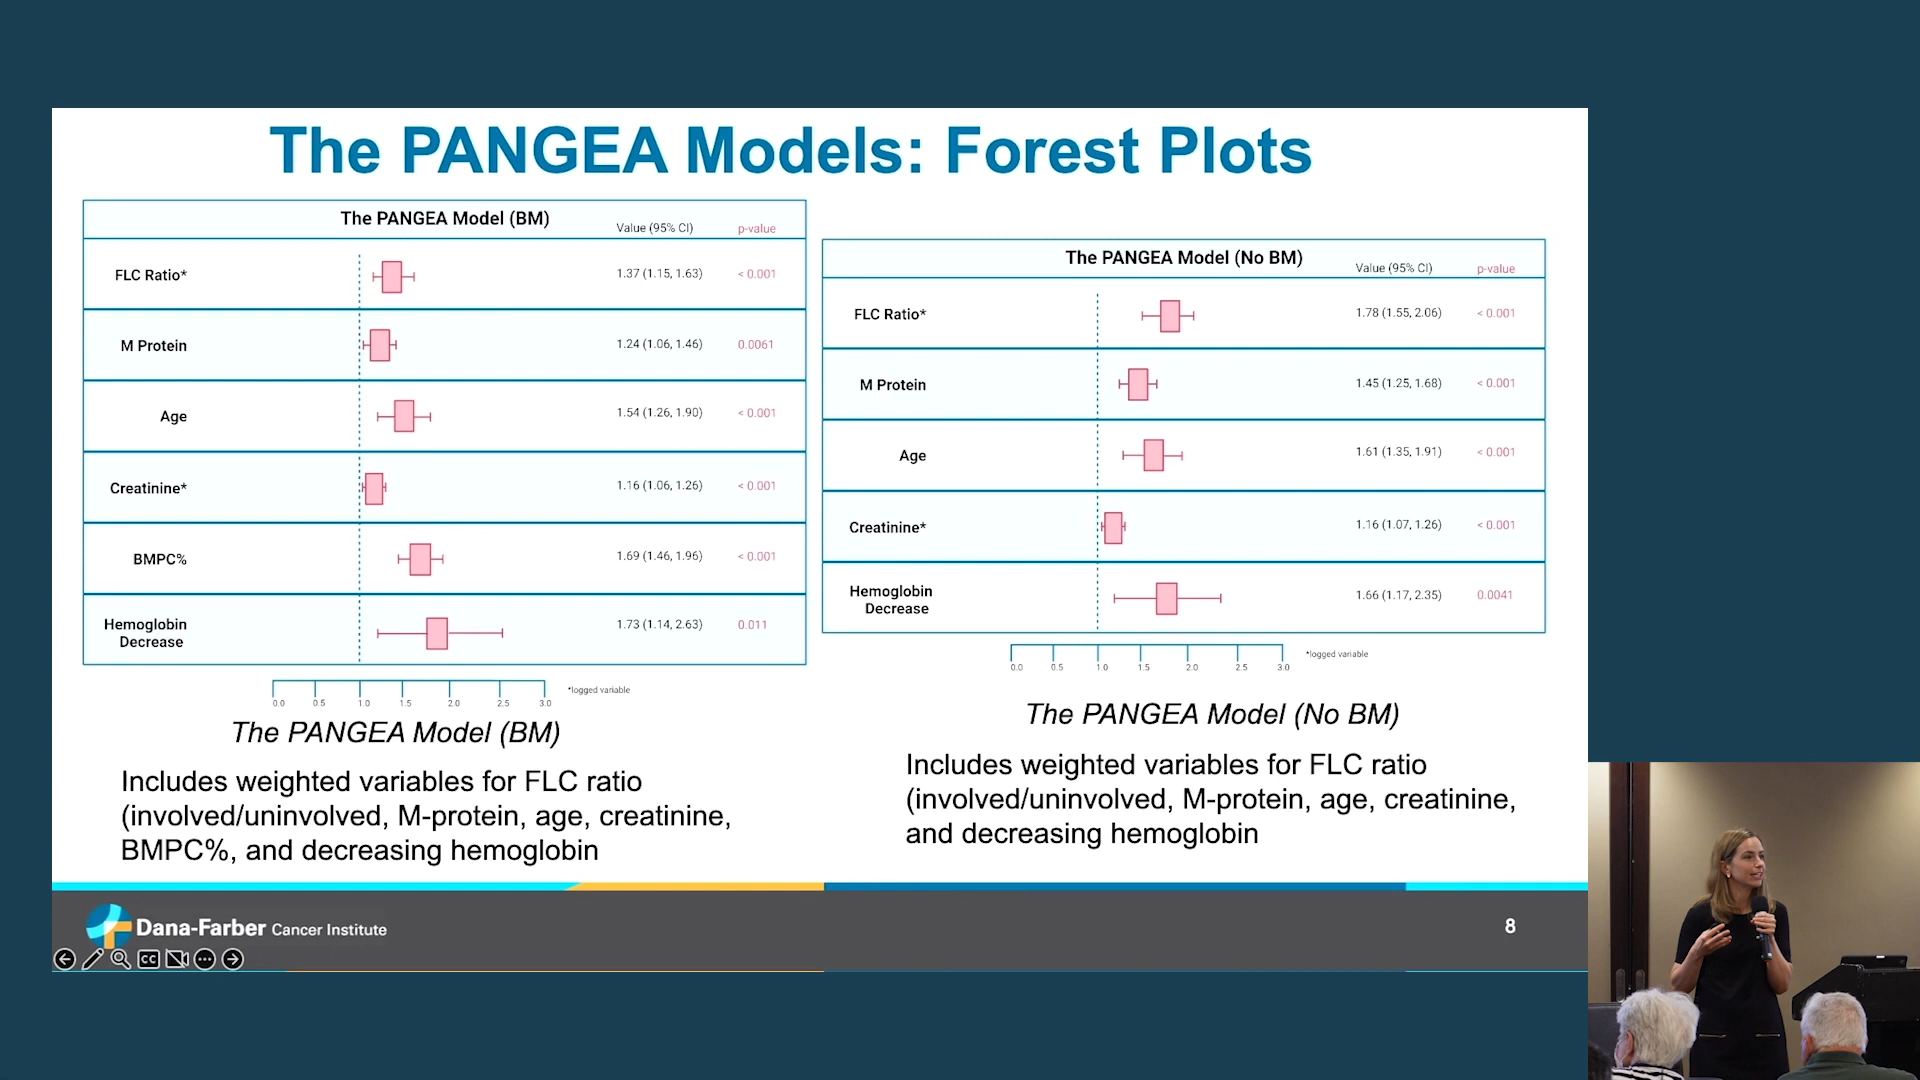 The PANGEA Models: Forest Plots
The PANGEA Model (BM)
Value (95% CI)
p-value
FLC Ratio*
1.37 (1.15, 1.63)
< 0.001
M Protein
1.24 (1.06, 1.46)
0.0061
Age
1.54 (1.26, 1.90)
< 0.001
Creatinine*
1.16 (1.06, 1.26)
< 0.001
BMPC%
1.69 (1.46, 1.96)
< 0.001
Hemoglobin
Decrease
1.73 (1.14, 2.63)
0.011
0.0 0.5 1.0 1.5 2.0 2.5 3.0
*logged variable
The PANGEA Model (BM)
Includes weighted variables for FLC ratio
(involved/uninvolved, M-protein, age, creatinine,
BMPC%, and decreasing hemoglobin
The PANGEA Model (No BM)
Value (95% CI)
p-value
FLC Ratio*
1.78 (1.55, 2.06)
< 0.001
M Protein
1.45 (1.25, 1.68)
< 0.001
Age
1.61 (1.35, 1.91)
< 0.001
Creatinine*
1.16 (1.07, 1.26)
< 0.001
Hemoglobin
Decrease
1.66 (1.17, 2.35)
0.0041
0.0 0.5 1.0 1.5 2.0 2.5 3.0
*logged variable
The PANGEA Model (No BM)
Includes weighted variables for FLC ratio
(involved/uninvolved, M-protein, age, creatinine,
and decreasing hemoglobin
Dana-Farber Cancer Institute
8
CC